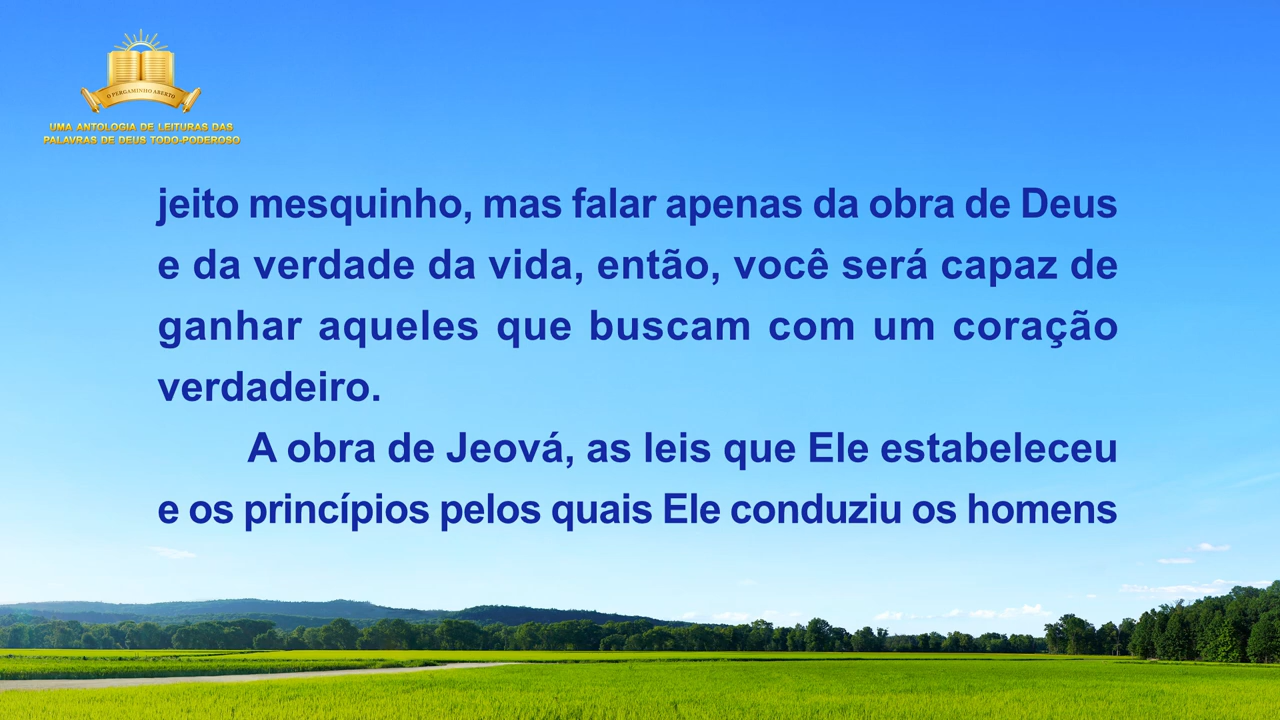 O PERGAMINHO ABERTO
UMA ANTOLOGIA DE LEITURAS DAS
PALAVRAS DE DEUS TODO-PODEROSO
jeito mesquinho, mas falar apenas da obra de Deus
e da verdade da vida, então, você será capaz de
ganhar aqueles que buscam com um coração
verdadeiro.
A obra de Jeová, as leis que Ele estabeleceu
e os princípios pelos quais Ele conduziu os homens